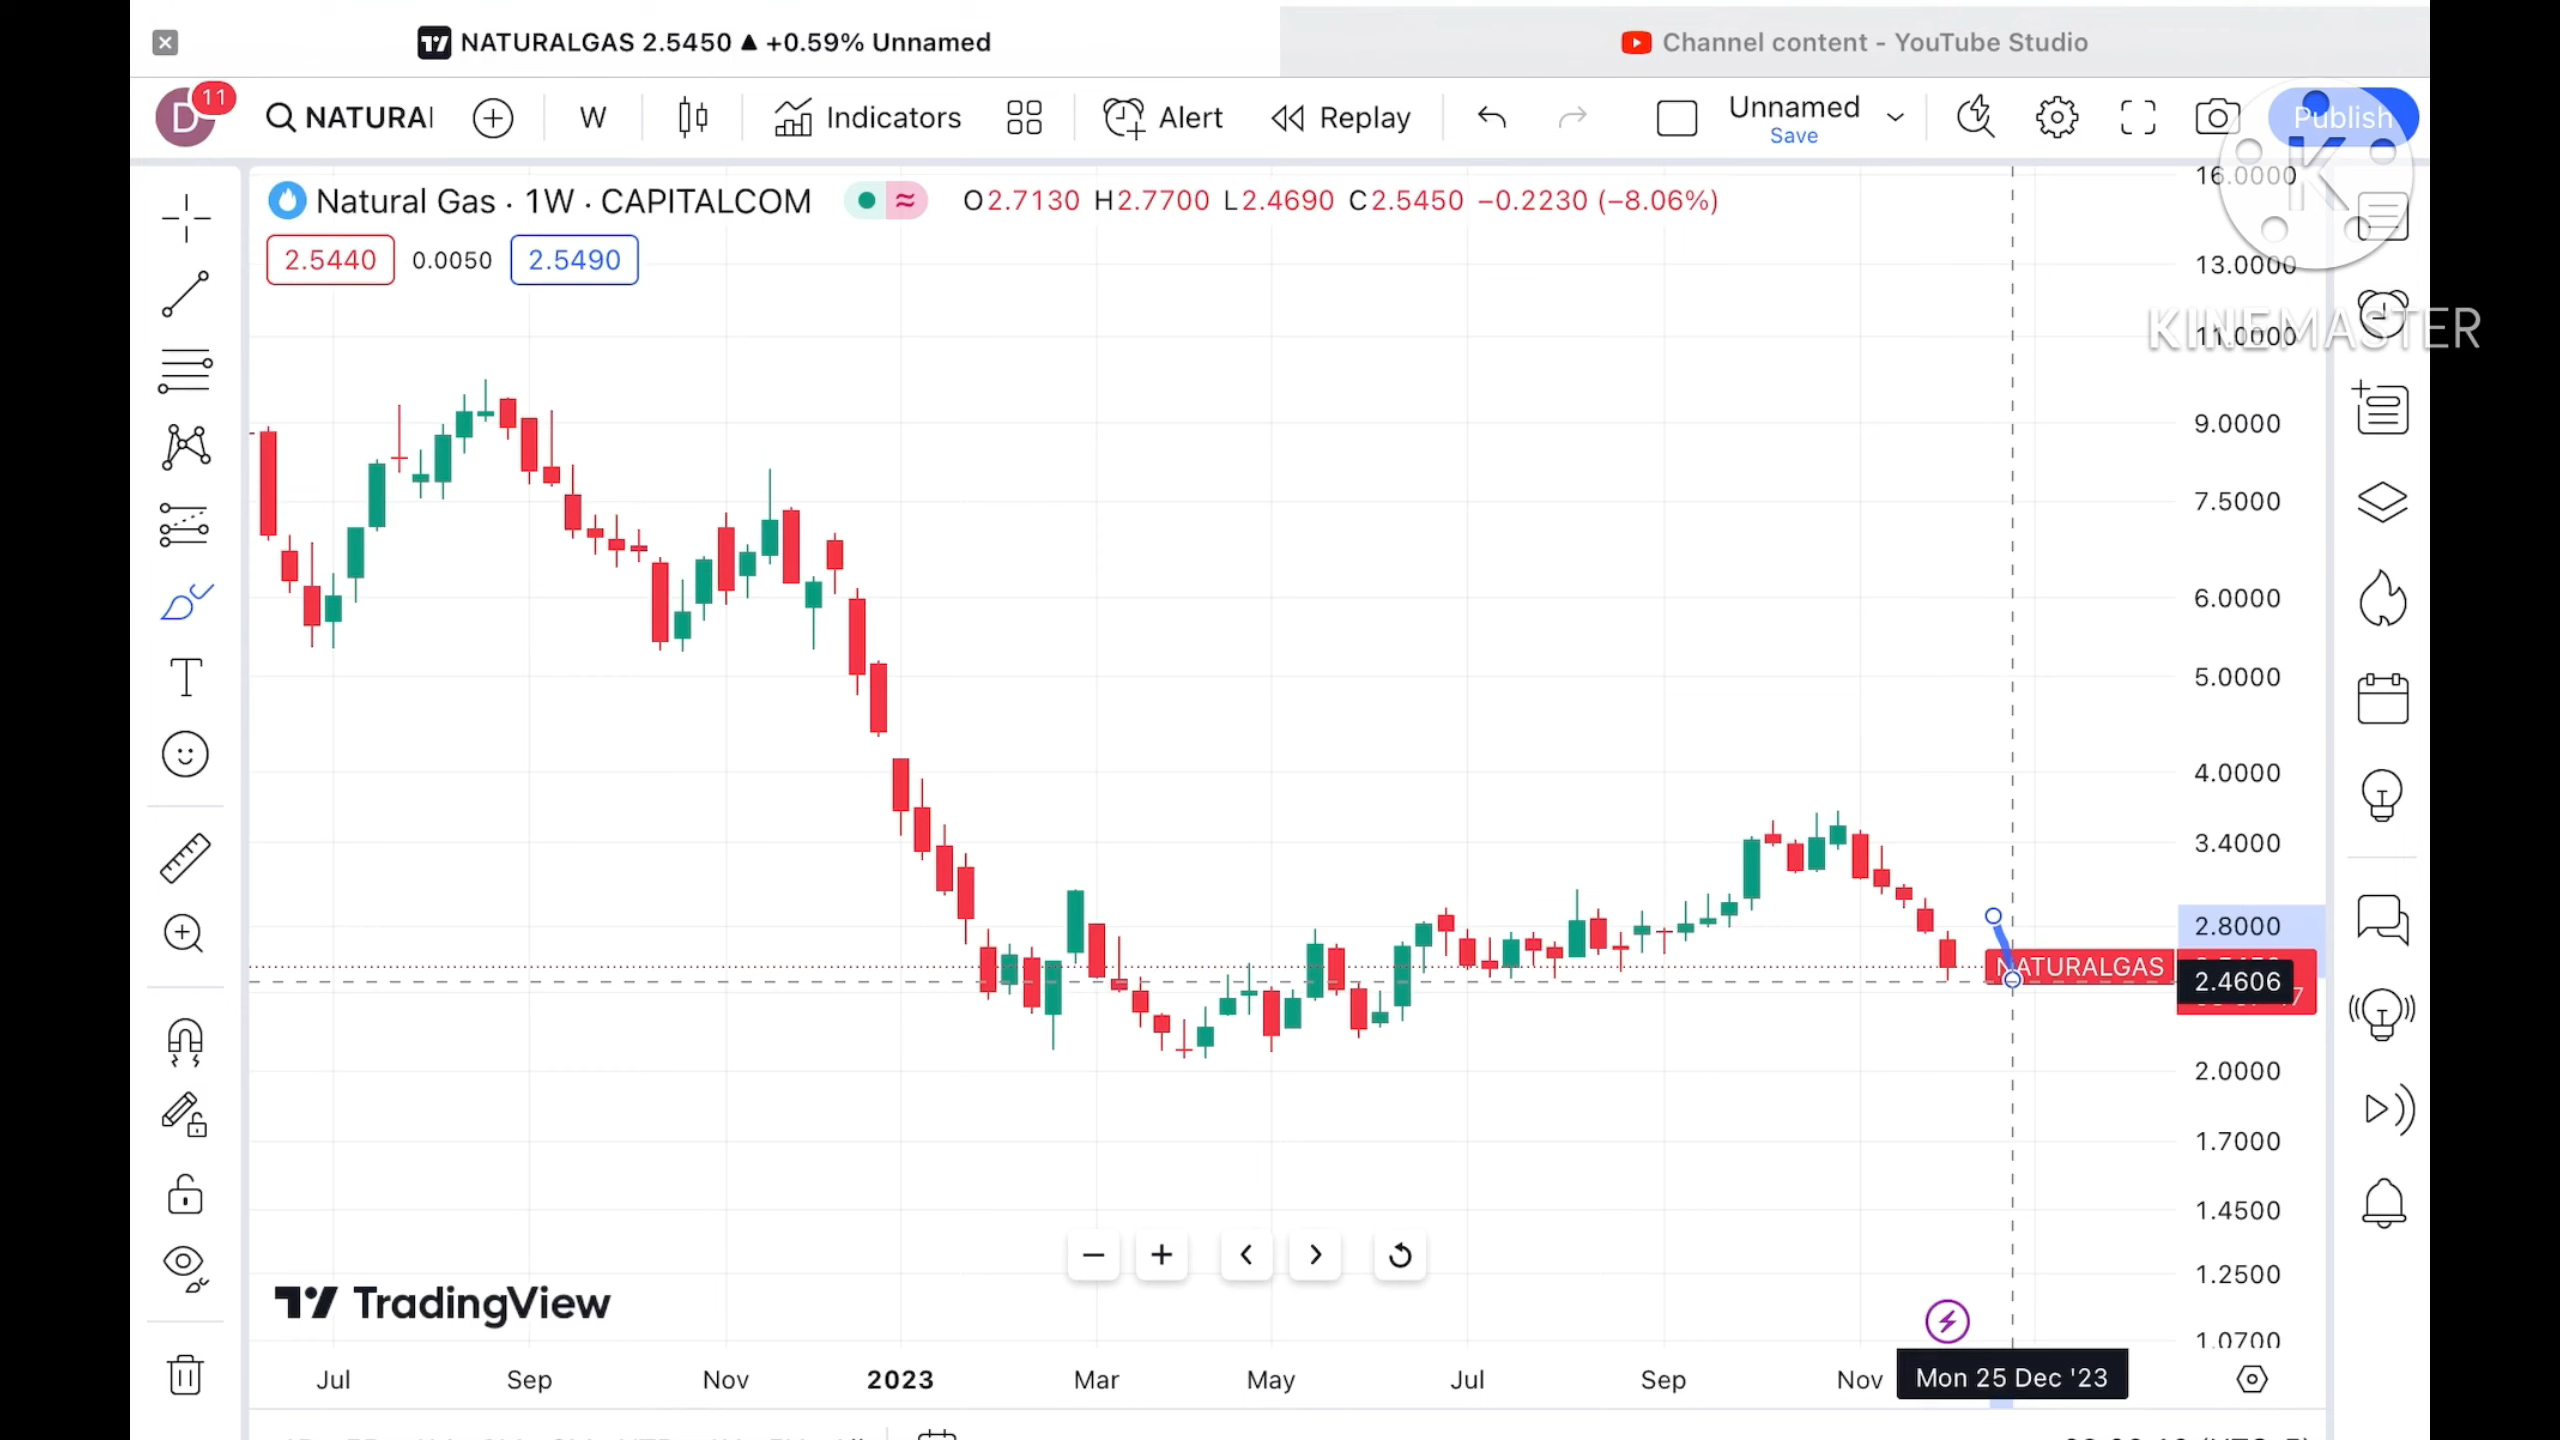 NATURALGAS 2.5450 ▲ +0.59% Unnamed
Channel content - YouTube Studio
D 11
NATURAI
W
Indicators
Alert
Replay
Unnamed
Save
Publish
Natural Gas · 1W · CAPITALCOM
O2.7130 H2.7700 L2.4690 C2.5450 −0.2230 (−8.06%)
2.5440 0.0050 2.5490
K
KINEMASTER
16.0000
13.0000
11.0000
9.0000
7.5000
6.0000
5.0000
4.0000
3.4000
2.8000
NATURALGAS
2.4606
2.0000
1.7000
1.4500
1.2500
1.0700
TradingView
Jul Sep Nov 2023 Mar May Jul Sep Nov
Mon 25 Dec '23